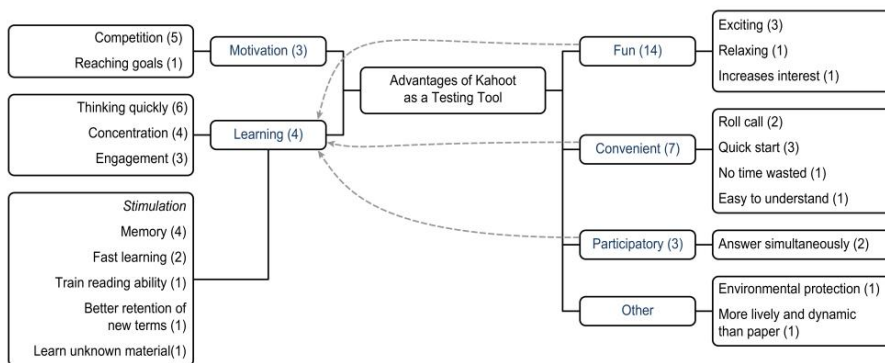 Competition (5)
Reaching goals (1)
Motivation (3)
Thinking quickly (6)
Concentration (4)
Engagement (3)
Learning (4)
Stimulation
Memory (4)
Fast learning (2)
Train reading ability (1)
Better retention of
new terms (1)
Learn unknown material(1)
Advantages of Kahoot
as a Testing Tool
Fun (14)
Exciting (3)
Relaxing (1)
Increases interest (1)
Convenient (7)
Roll call (2)
Quick start (3)
No time wasted (1)
Easy to understand (1)
Participatory (3)
Answer simultaneously (2)
Other
Environmental protection (1)
More lively and dynamic
than paper (1)